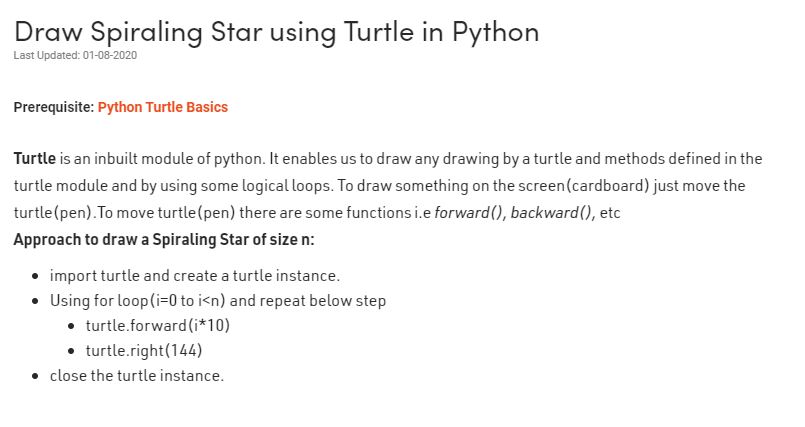 Draw Spiraling Star using Turtle in Python
Last Updated: 01-08-2020
Prerequisite: Python Turtle Basics
Turtle is an inbuilt module of python. It enables us to draw any drawing by a turtle and methods defined in the
turtle module and by using some logical loops. To draw something on the screen(cardboard) just move the
turtle(pen).To move turtle(pen) there are some functions i.e forward(), backward(), etc
Approach to draw a Spiraling Star of size n:
• import turtle and create a turtle instance.
• Using for loop(i=0 to i<n) and repeat below step
• turtle.forward(i*10)
• turtle.right(144)
• close the turtle instance.